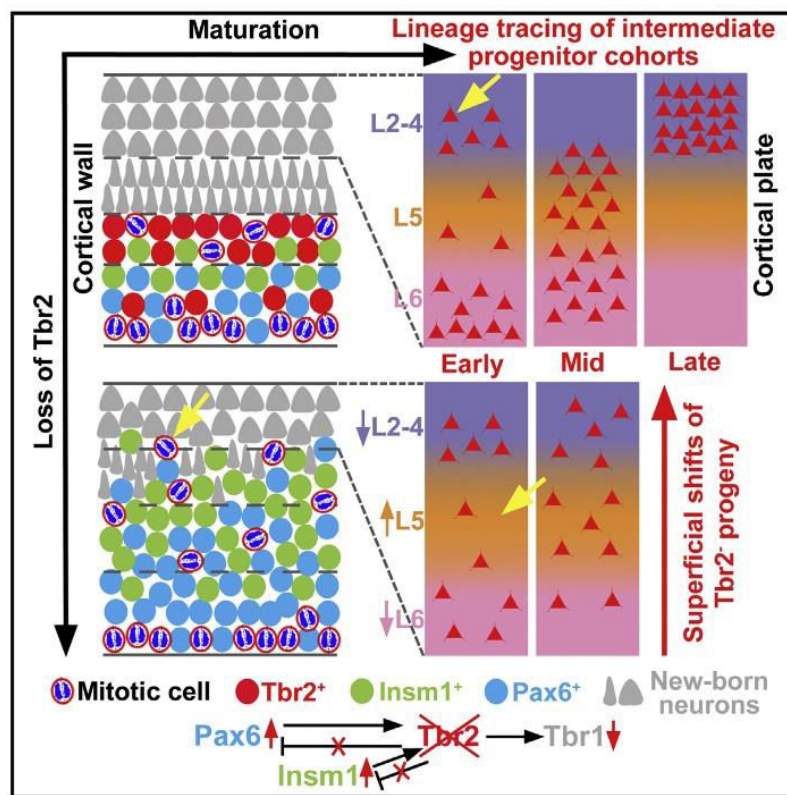 Maturation
Lineage tracing of intermediate
progenitor cohorts
Loss of Tbr2
Cortical wall
L2-4
L5
L6
Cortical plate
Early
Mid
Late
↓L2-4
↑L5
↓L6
Superficial shifts of
Tbr2⁻ progeny
Mitotic cell
Tbr2⁺
Insm1⁺
Pax6⁺
New-born
neurons
Pax6
Tbr2
Tbr1
Insm1